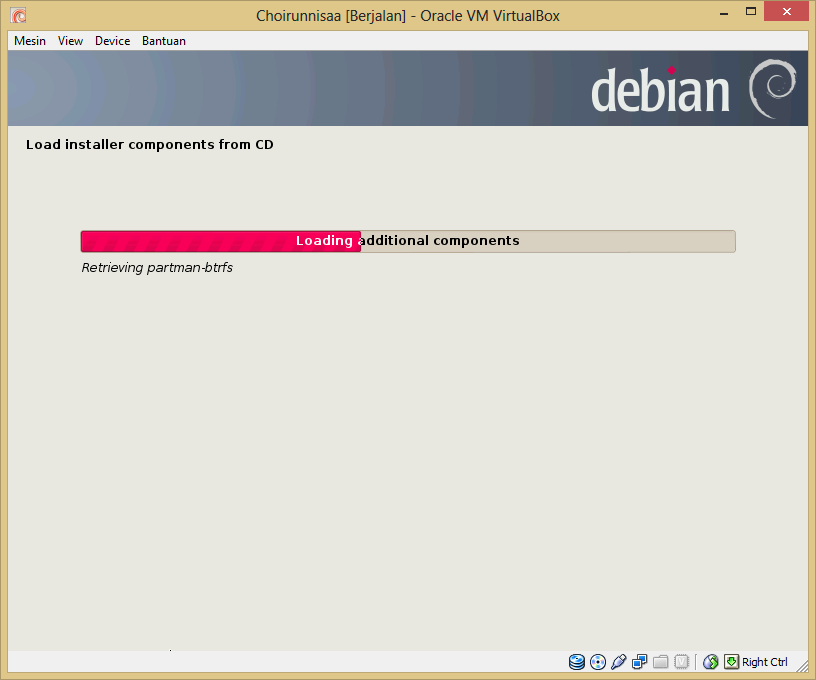 Choirunnisaa [Berjalan] - Oracle VM VirtualBox
Mesin View Device Bantuan
debian
Load installer components from CD
Loading additional components
Retrieving partman-btrfs
Right Ctrl